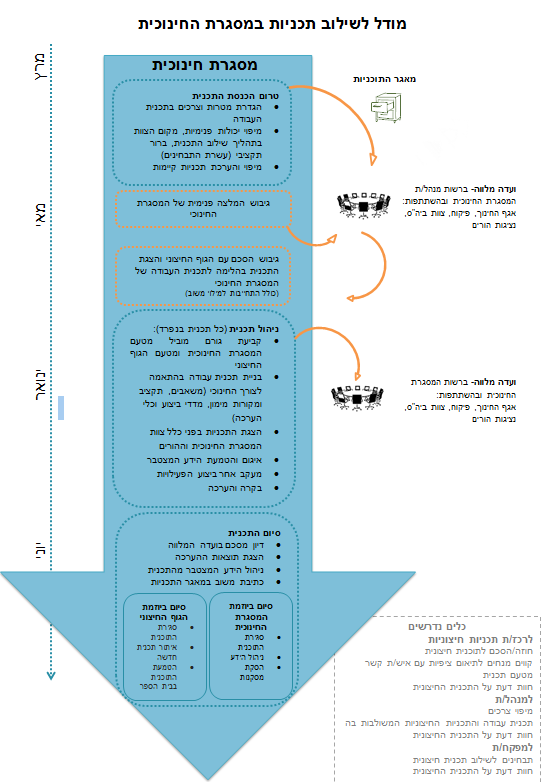 מודל לשילוב תכניות במסגרת החינוכית
מרץ
מאי
ינואר
יוני
מסגרת חינוכית
טרום הכנסת התכנית
• הגדרת מטרות וצרכים בתכנית
העבודה
• מיפוי יכולות פנימיות, מקום הצוות
בתהליך שילוב התכנית, ברור
תקציבי (עשרת התבחינים)
• מיפוי והערכת תכניות קיימות
מאגר התוכניות
גיבוש המלצה פנימית של המסגרת
החינוכי
ועדה מלווה- ברשות מנהל/ת
המסגרת החינוכית ובהשתתפות:
אגף החינוך, פיקוח, צוות ביה"ס,
נציגות הורים
גיבוש הסכם עם הגוף החיצוני והצגת
התכנית בהלימה לתכנית העבודה של
המסגרת החינוכי
(כולל התחייבות למילוי משוב)
ניהול תכנית (כל תכנית בנפרד):
• קביעת גורם מוביל מטעם
המסגרת החינוכית ומטעם הגוף
החיצוני
• בניית תכנית עבודה בהתאמה
לצורך החינוכי (משאבים, תקציב
ומקורות מימון, מדדי ביצוע וכלי
הערכה)
• הצגת התכניות בפני כלל צוות
המסגרת החינוכית וההורים
• איגום והטמעת הידע המצטבר
• מעקב אחר ביצוע הפעילויות
• בקרה והערכה
ועדה מלווה- ברשות המסגרת
החינוכית ובהשתתפות:
אגף החינוך, פיקוח, צוות ביה"ס,
נציגות הורים
סיום התכנית
• דיון מסכם בועדה המלווה
• הצגת תוצאות ההערכה
• ניהול הידע המצטבר מהתכנית
• כתיבת משוב במאגר התכניות
סיום ביוזמת
המסגרת
החינוכית
• סגירת
התוכנית
• ניהול הידע
• הסקת
מסקנות
סיום ביוזמת
הגוף החיצוני
• סגירת
התוכנית
• איתור תכנית
חדשה
• הטמעת
התוכנית
בבית הספר
כלים נדרשים
לרכז/ת תכניות חיצוניות
חוזה/הסכם לתוכנית חיצונית
קווים מנחים לתיאום ציפיות עם איש/ת קשר
מטעם תכנית
חוות דעת על התכנית החיצונית
למנהל/ת
מיפוי צרכים
תכנית עבודה והתכניות החיצוניות המשולבות בה
חוות דעת על התכנית החיצונית
למפקח/ת
תבחינים לשילוב תכנית חיצונית
חוות דעת על התכנית החיצונית